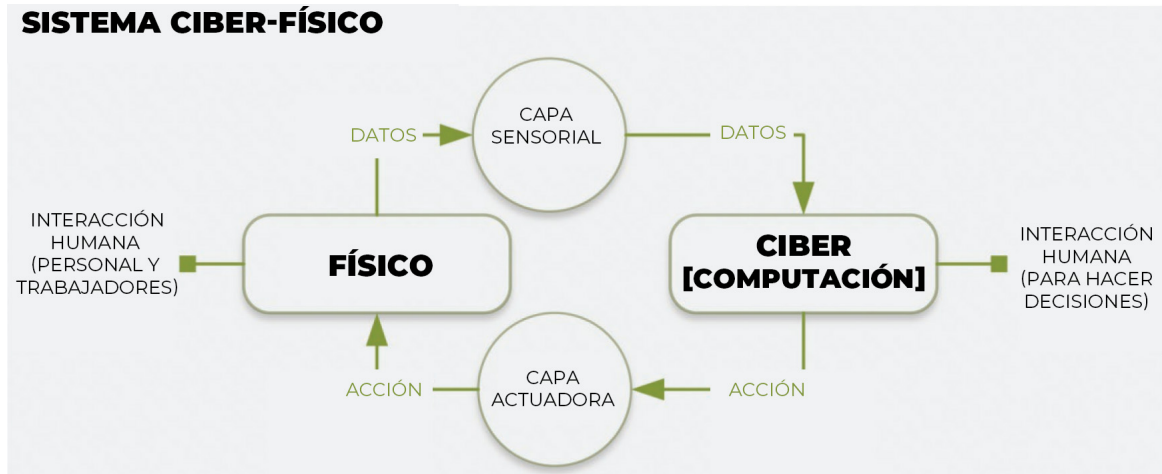 SISTEMA CIBER-FÍSICO
CAPA
SENSORIAL
DATOS
DATOS
INTERACCIÓN
HUMANA
(PERSONAL Y
TRABAJADORES)
FÍSICO
CIBER
[COMPUTACIÓN]
INTERACCIÓN
HUMANA
(PARA HACER
DECISIONES)
ACCIÓN
CAPA
ACTUADORA
ACCIÓN